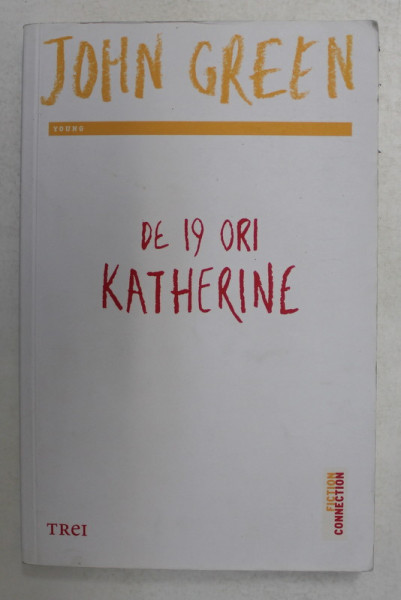 JOHN GREEN
YOUNG
DE 19 ORI
KATHERINE
FICTION
CONNECTION
TREI